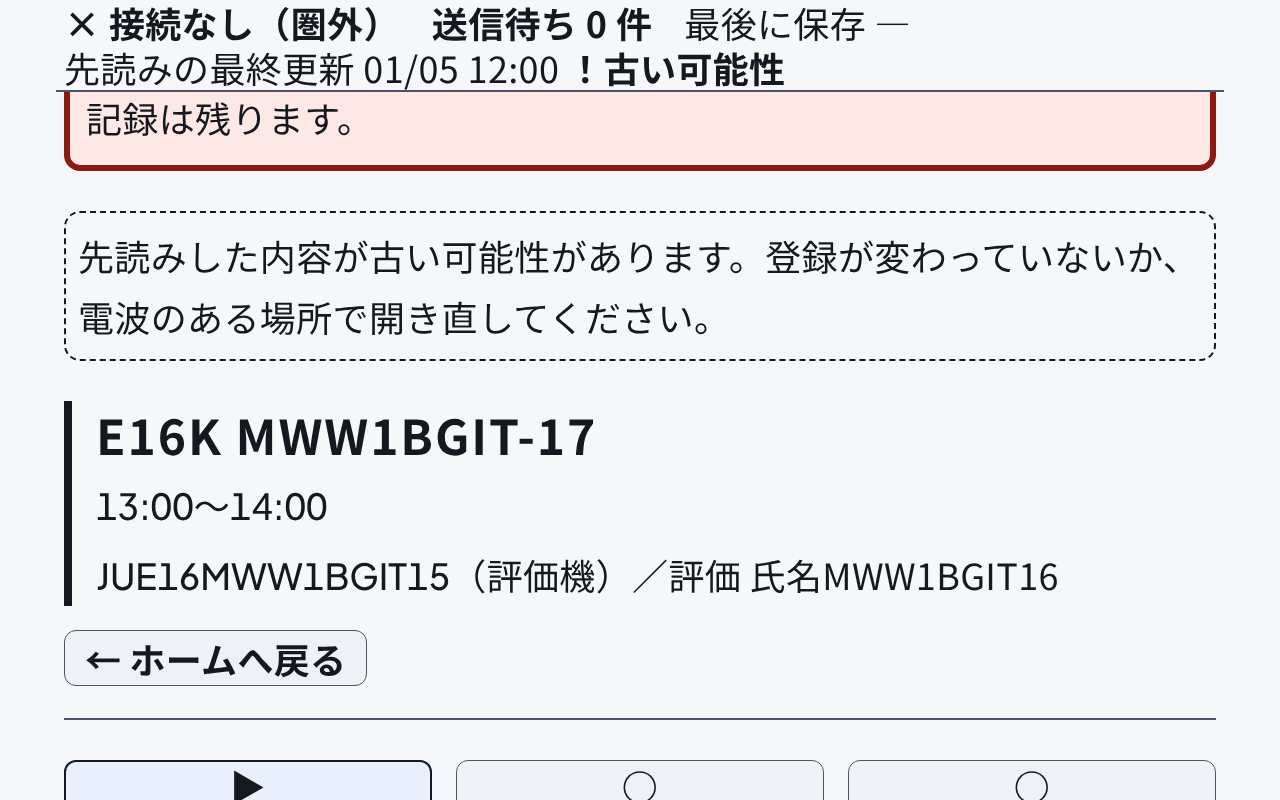 × 接続なし（圏外） 送信待ち 0 件 最後に保存 —
先読みの最終更新 01/05 12:00 ！古い可能性
記録は残ります。
先読みした内容が古い可能性があります。登録が変わっていないか、
電波のある場所で開き直してください。
E16K MWW1BGIT-17
13:00〜14:00
JUE16MWW1BGIT15（評価機）／評価 氏名MWW1BGIT16
← ホームへ戻る
▶ ○ ○